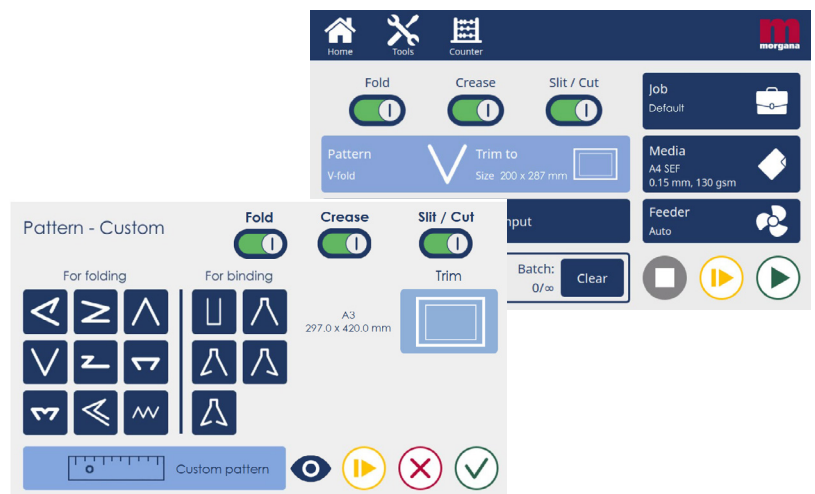 Home
Tools
Counter
morgana
Fold
Crease
Slit / Cut
Job
Default
Pattern
V-fold
Trim to
Size 200 x 287 mm
Media
A4 SEF
0.15 mm, 130 gsm
Feeder
Auto
Batch:
0/∞
Clear
Pattern - Custom
Fold
Crease
Slit / Cut
For folding
For binding
Trim
A3
297.0 x 420.0 mm
0
Custom pattern